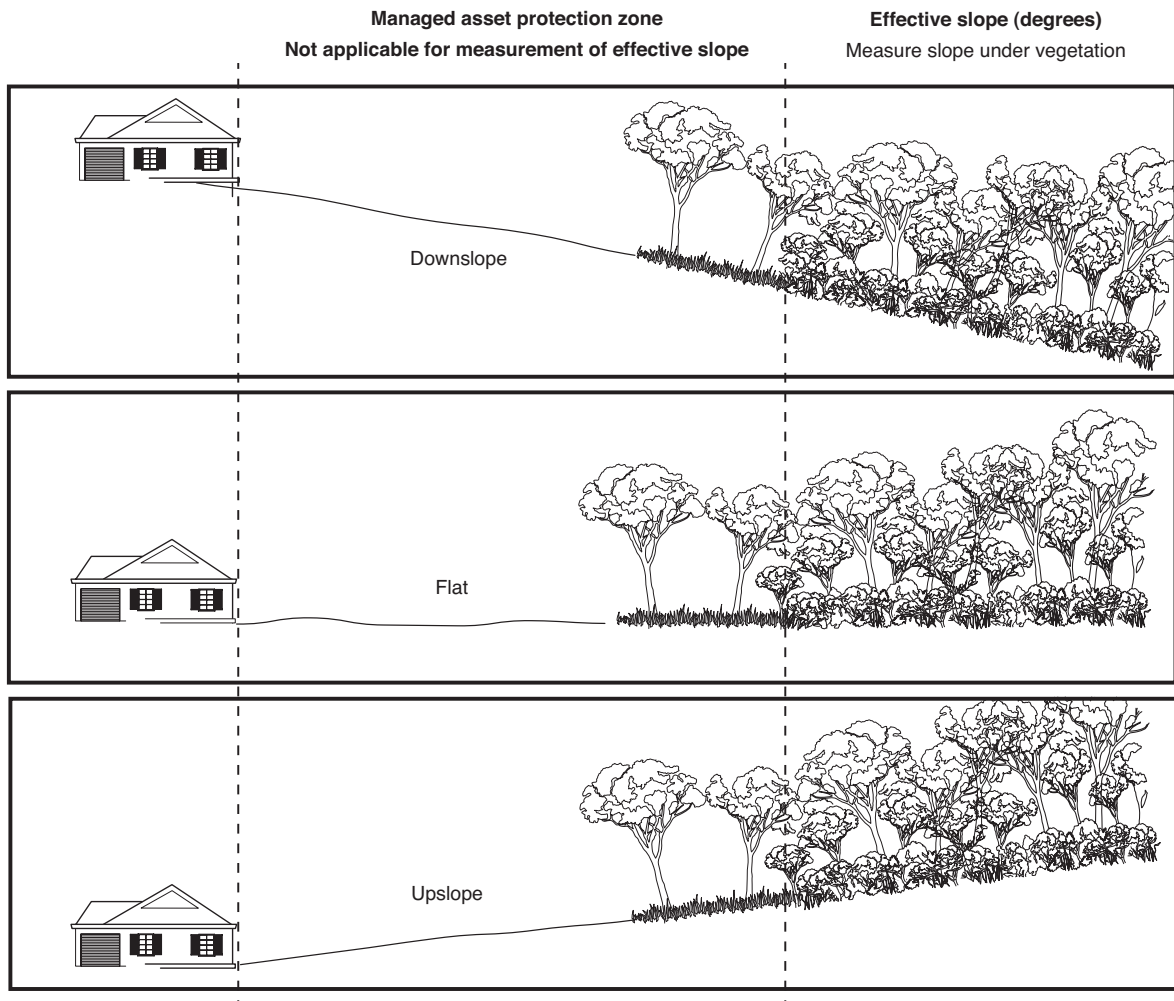 Managed asset protection zone
Not applicable for measurement of effective slope
Effective slope (degrees)
Measure slope under vegetation
Downslope
Flat
Upslope